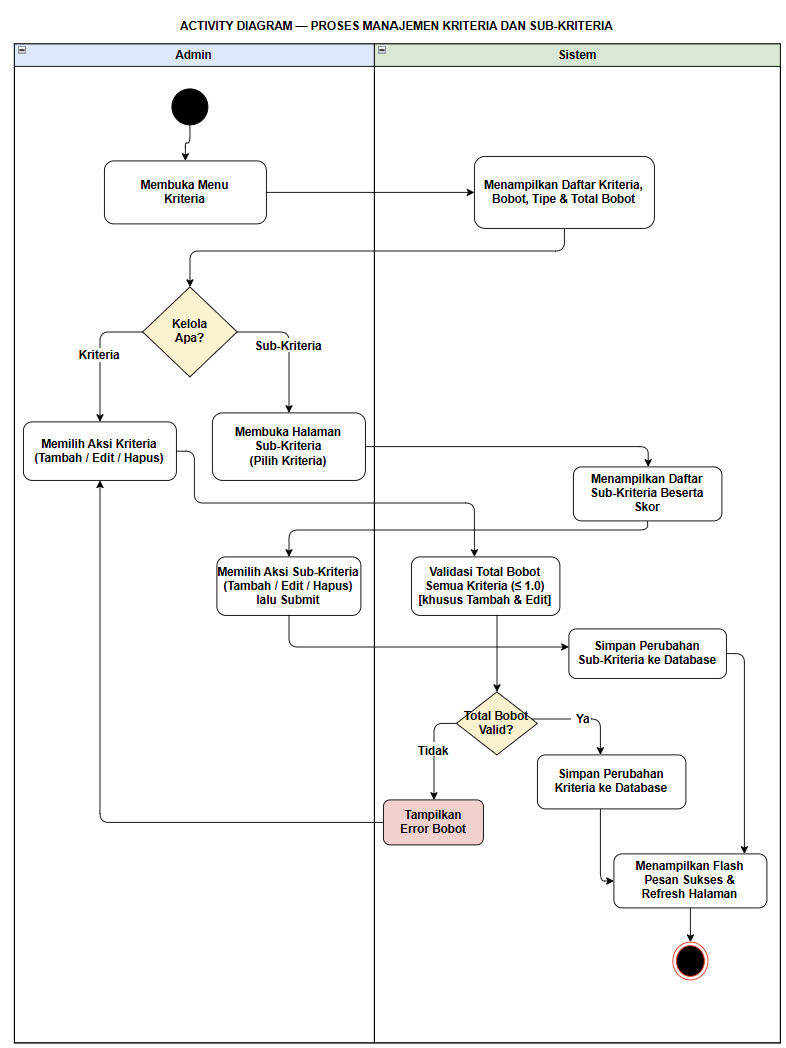 ACTIVITY DIAGRAM — PROSES MANAJEMEN KRITERIA DAN SUB-KRITERIA
Admin
Sistem
Membuka Menu
Kriteria
Menampilkan Daftar Kriteria,
Bobot, Tipe & Total Bobot
Kelola
Apa?
Kriteria
Sub-Kriteria
Memilih Aksi Kriteria
(Tambah / Edit / Hapus)
Membuka Halaman
Sub-Kriteria
(Pilih Kriteria)
Menampilkan Daftar
Sub-Kriteria Beserta
Skor
Memilih Aksi Sub-Kriteria
(Tambah / Edit / Hapus)
lalu Submit
Validasi Total Bobot
Semua Kriteria (≤ 1.0)
[khusus Tambah & Edit]
Simpan Perubahan
Sub-Kriteria ke Database
Total Bobot
Valid?
Ya
Tidak
Simpan Perubahan
Kriteria ke Database
Tampilkan
Error Bobot
Menampilkan Flash
Pesan Sukses &
Refresh Halaman